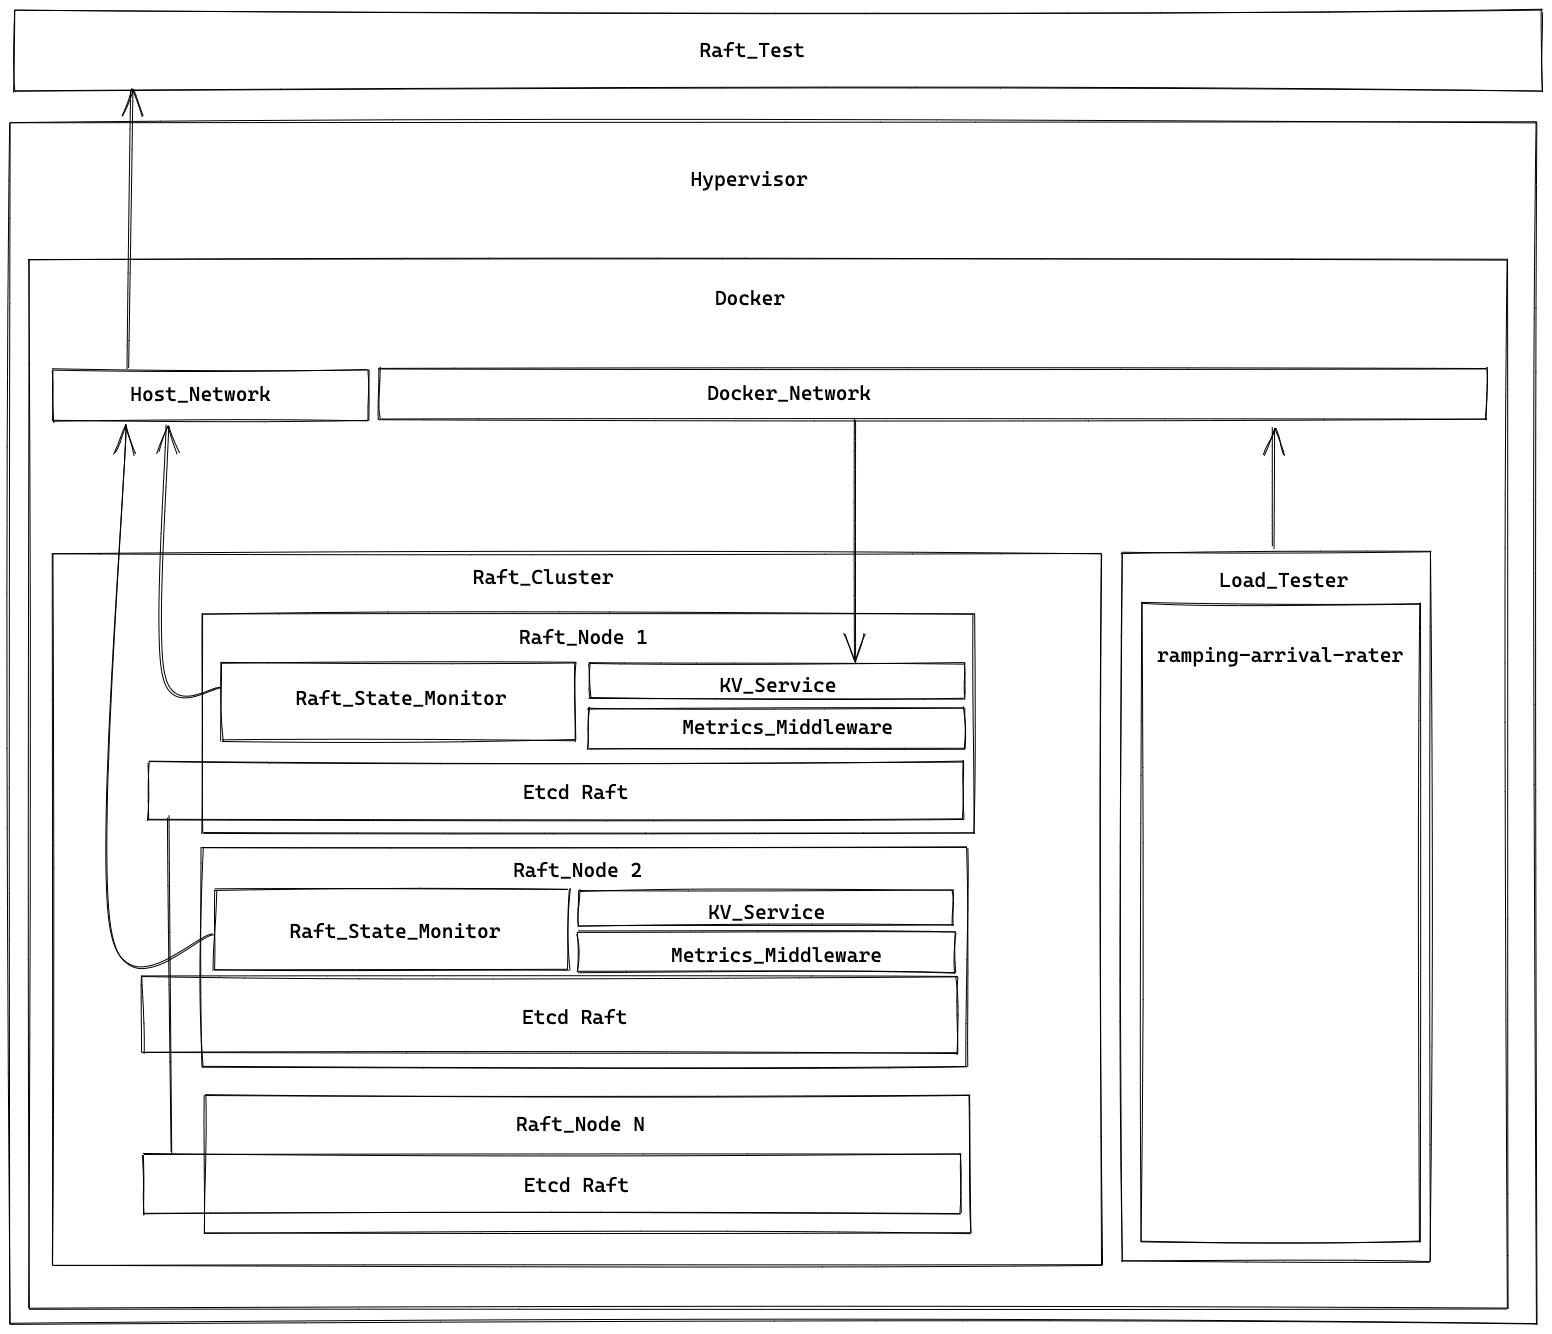 Raft_Test
Hypervisor
Docker
Host_Network
Docker_Network
Raft_Cluster
Raft_Node 1
Raft_State_Monitor
KV_Service
Metrics_Middleware
Etcd Raft
Raft_Node 2
Raft_State_Monitor
KV_Service
Metrics_Middleware
Etcd Raft
Raft_Node N
Etcd Raft
Load_Tester
ramping-arrival-rater